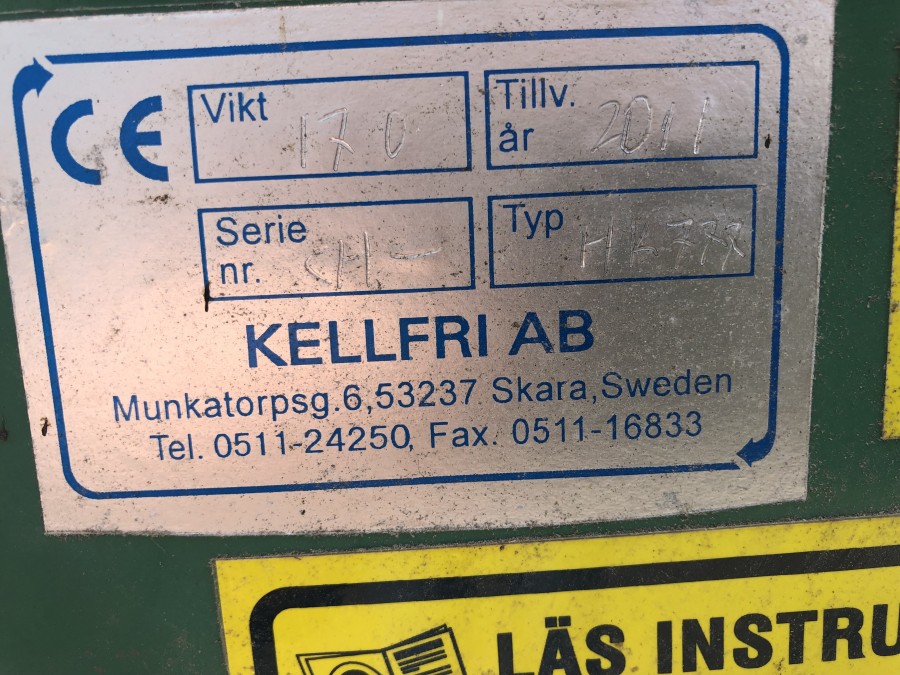 CE
Vikt 170
Tillv. år 2011
Serie nr.
Typ
KELLFRI AB
Munkatorpsg.6,53237 Skara,Sweden
Tel. 0511-24250, Fax. 0511-16833
LÄS INSTRU